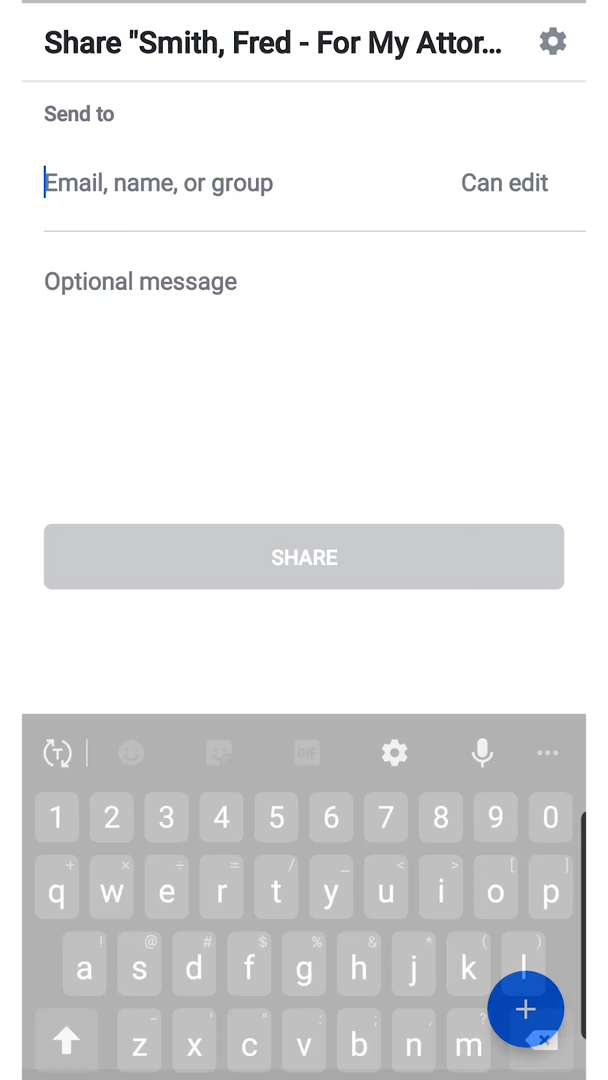 Share "Smith, Fred - For My Attor...
Send to
Email, name, or group Can edit
Optional message
SHARE
T GIF
1 2 3 4 5 6 7 8 9 0
+ × ÷ = / _ < > [ ]
q w e r t y u i o p
! @ # $ % & * ( )
a s d f g h j k l
- ' " : ; , ?
z x c v b n m